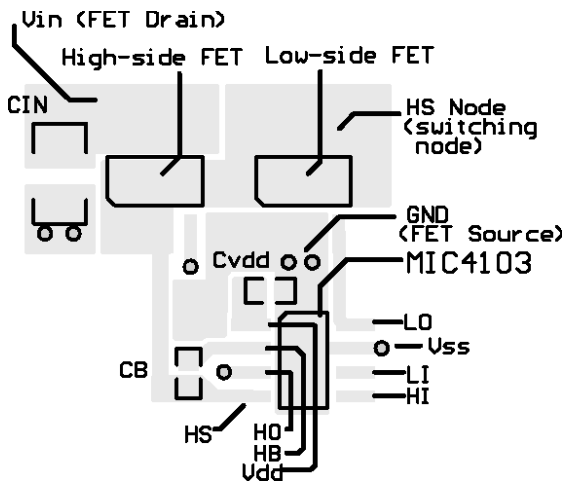 Vin (FET Drain)
High-side FET
Low-side FET
CIN
HS Node
(switching
node)
GND
(FET Source)
Cvdd
MIC4103
LO
Vss
CB
LI
HI
HS
HO
HB
Vdd